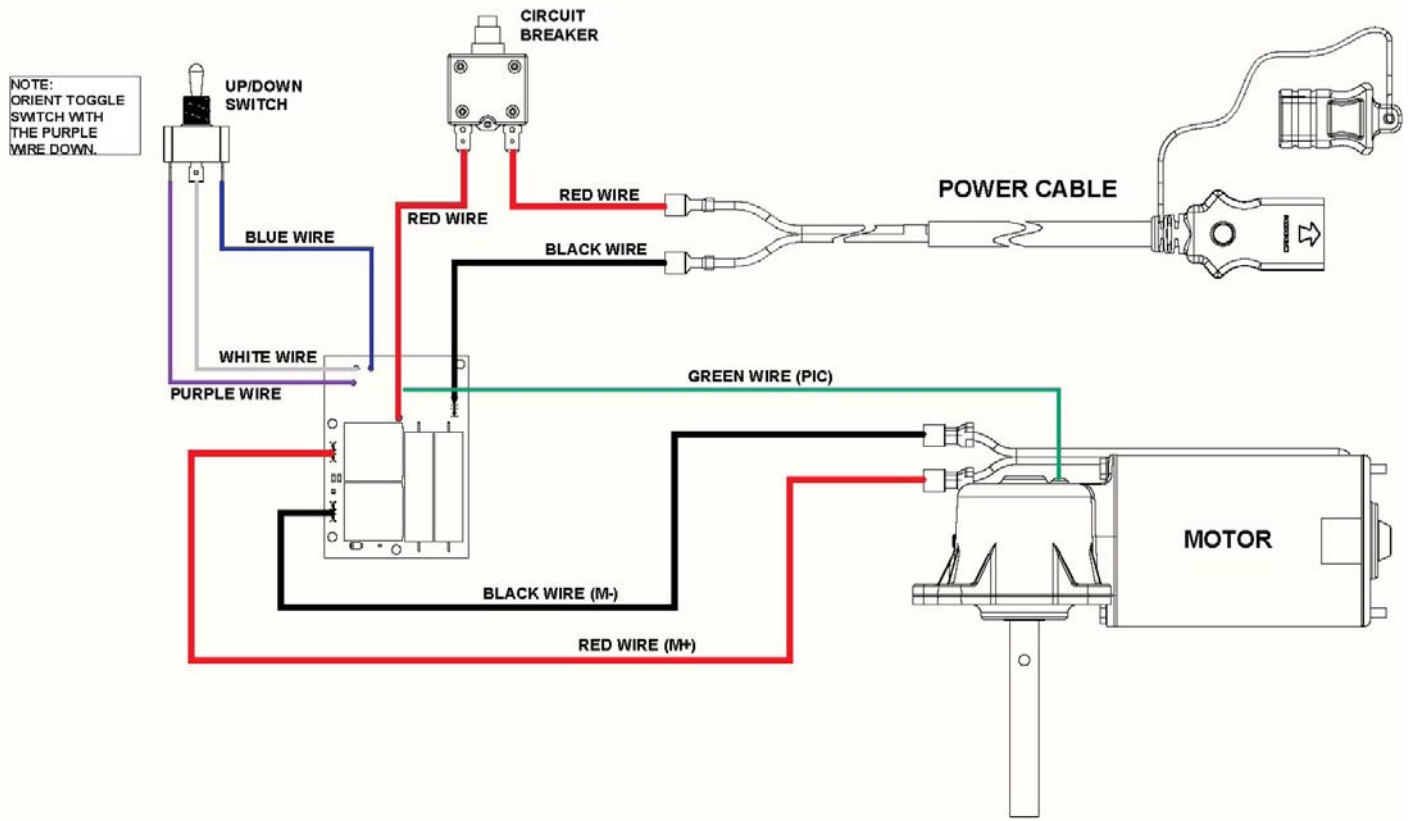 CIRCUIT
BREAKER
NOTE:
ORIENT TOGGLE
SWITCH WITH
THE PURPLE
WIRE DOWN.
UP/DOWN
SWITCH
POWER CABLE
RED WIRE
RED WIRE
BLUE WIRE
BLACK WIRE
WHITE WIRE
PURPLE WIRE
GREEN WIRE (PIC)
MOTOR
BLACK WIRE (M-)
RED WIRE (M+)